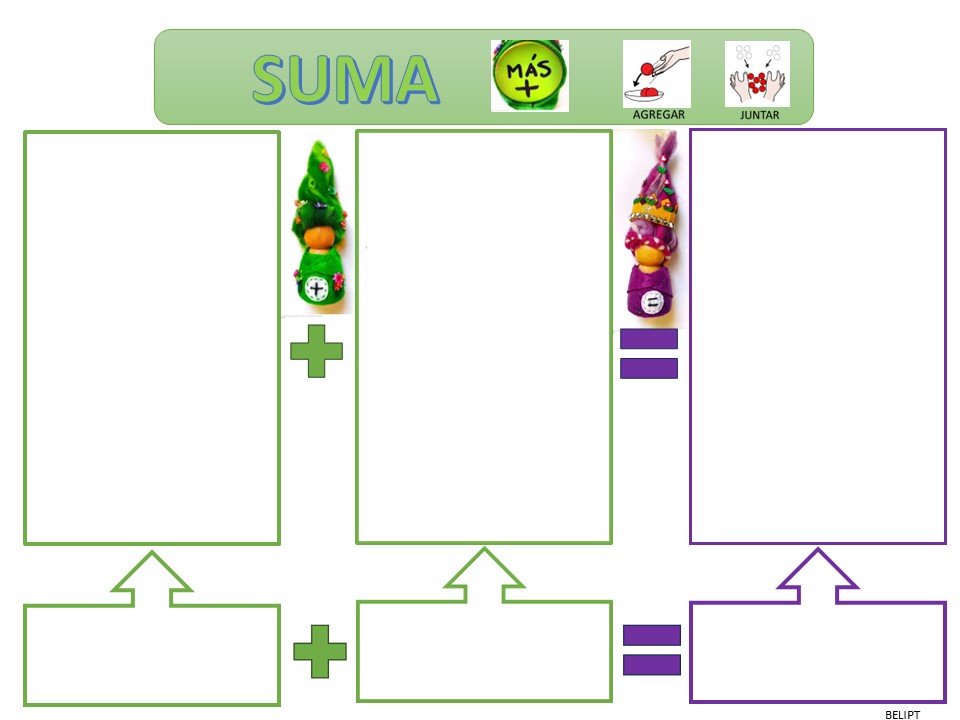 SUMA
MÁS
+
AGREGAR
JUNTAR
+
=
+
=
+
=
BELIPT